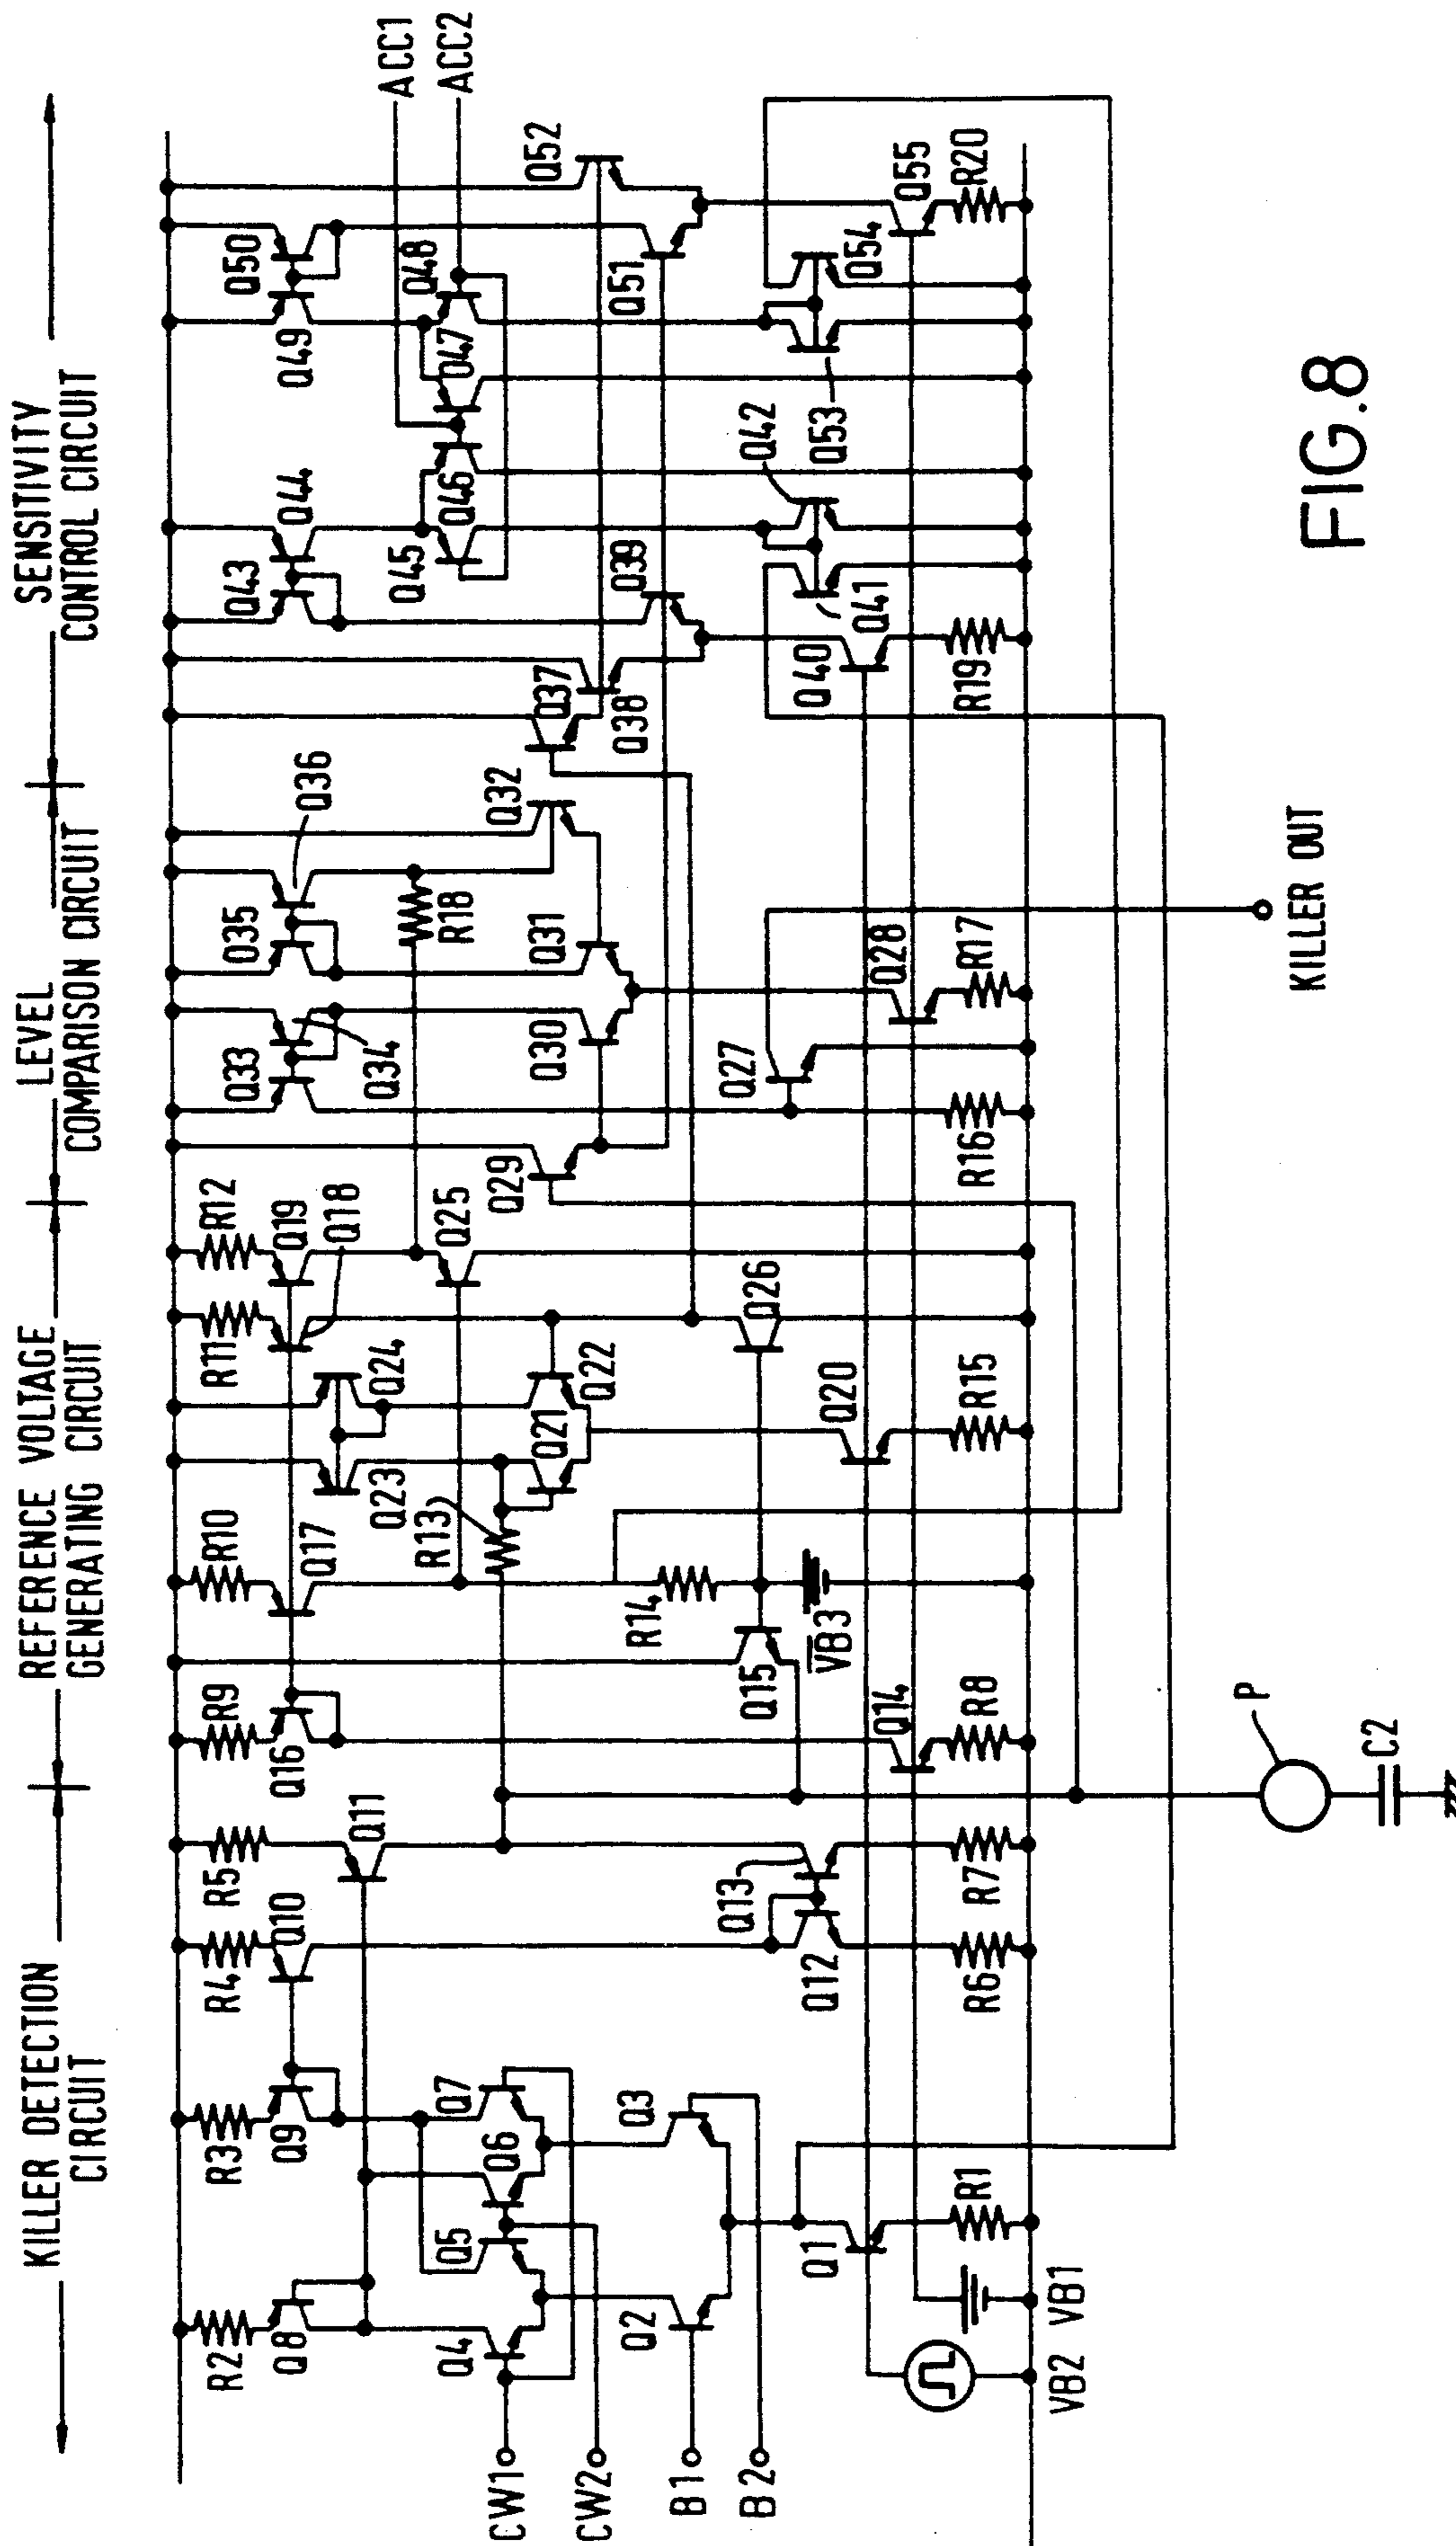 KILLER DETECTION
CIRCUIT
REFERENCE VOLTAGE
GENERATING CIRCUIT
LEVEL
COMPARISON CIRCUIT
SENSITIVITY
CONTROL CIRCUIT
R2
R3
R4
R5
R9
R10
R11
R12
Q8
Q9
Q10
Q11
Q16
Q17
Q18
Q19
Q33
Q34
Q35
Q36
Q43
Q44
Q49
Q50
ACC1
ACC2
Q4
Q5
Q6
Q7
Q23
Q24
R13
Q21
Q22
Q25
R18
Q45
Q46
Q47
Q48
CW1
CW2
Q2
Q3
Q29
Q30
Q31
Q32
Q37
Q38
Q39
Q51
Q52
B1
B2
Q12
Q13
Q15
R14
VB3
Q26
Q27
Q41
Q42
Q53
Q54
Q1
Q14
Q20
Q28
Q40
Q55
R1
R6
R7
R8
R15
R16
R17
R19
R20
VB2
VB1
P
C2
KILLER OUT
FIG.8